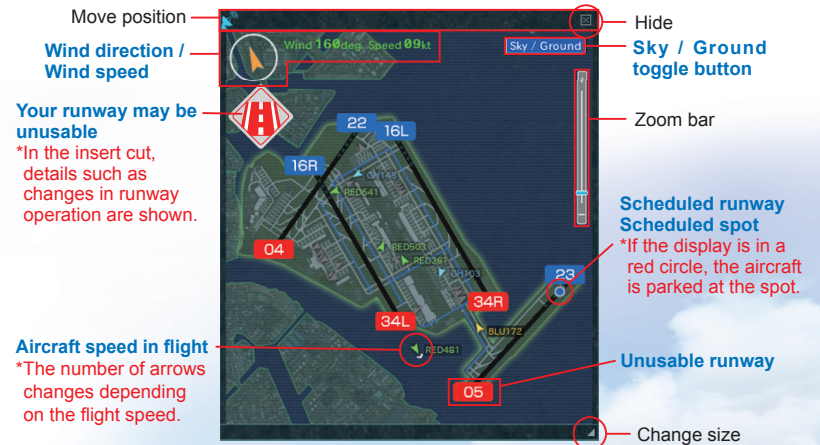 Move position
Hide
Wind 160deg. Speed 09kt
Sky / Ground
Wind direction /
Wind speed
Sky / Ground
toggle button
Your runway may be
unusable
*In the insert cut,
details such as
changes in runway
operation are shown.
Zoom bar
22
16L
16R
GH145
RED541
Scheduled runway
Scheduled spot
*If the display is in a
red circle, the aircraft
is parked at the spot.
04
RED503
RED261
GH103
23
34R
34L
BLU172
Aircraft speed in flight
*The number of arrows
changes depending
on the flight speed.
RED481
Unusable runway
05
Change size